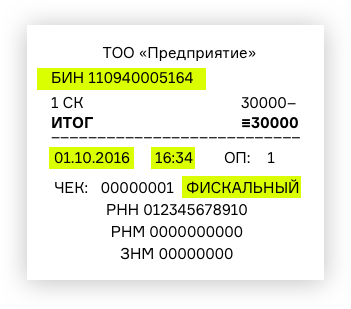 ТОО «Предприятие»
БИН 110940005164
1 СК 30000–
ИТОГ ≡30000
01.10.2016 16:34 ОП: 1
ЧЕК: 00000001 ФИСКАЛЬНЫЙ
РНН 012345678910
РНМ 0000000000
ЗНМ 00000000